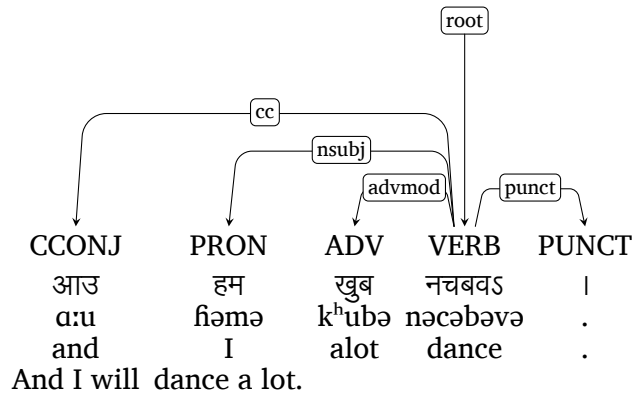 root
cc
nsubj
advmod punct
CCONJ PRON ADV VERB PUNCT
आउ हम खुब नचबवऽ ।
ɑːu ɦəmə kʰubə nəcəbəvə .
and I alot dance .
And I will dance a lot.